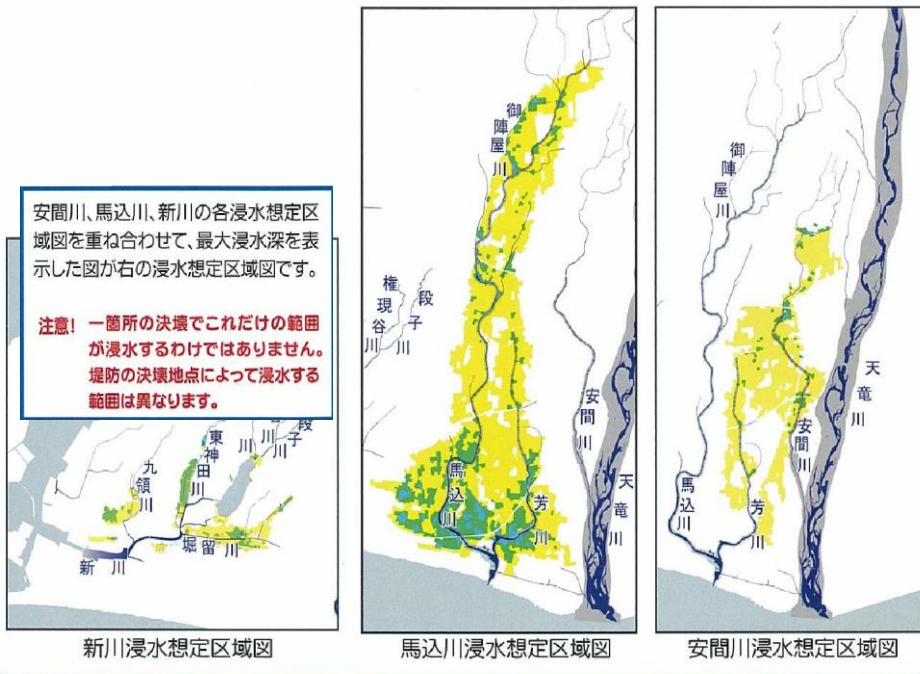 安間川、馬込川、新川の各浸水想定区
域図を重ね合わせて、最大浸水深を表
示した図が右の浸水想定区域図です。
注意! 一箇所の決壊でこれだけの範囲
が浸水するわけではありません。
堤防の決壊地点によって浸水する
範囲は異なります。
九領川
東神田川
川
川
段子
新川
堀留川
新川浸水想定区域図
御陣屋川
権現谷川
段子川
安間川
馬込川
芳川
天竜川
馬込川浸水想定区域図
御陣屋川
天竜川
安間川
馬込川
芳川
安間川浸水想定区域図